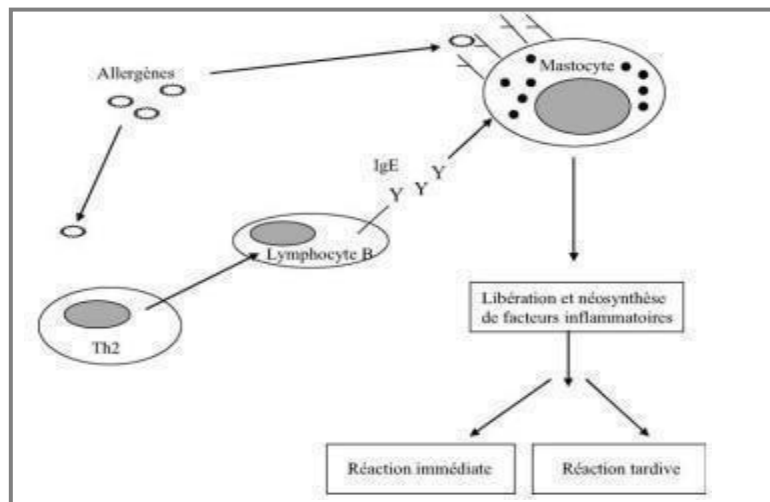 Allergènes
Mastocyte
IgE
Y Y Y
Lymphocyte B
Th2
Libération et néosynthèse
de facteurs inflammatoires
Réaction immédiate
Réaction tardive